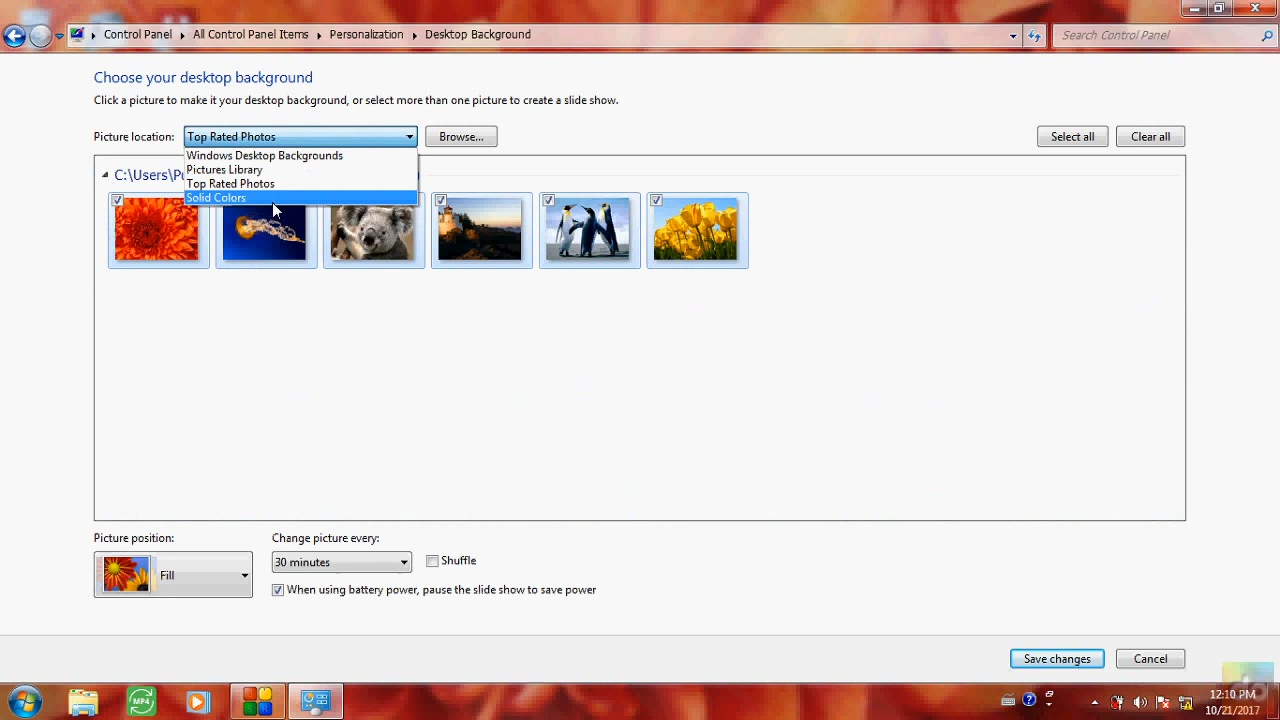 Control Panel All Control Panel Items Personalization Desktop Background
Search Control Panel
Choose your desktop background
Click a picture to make it your desktop background, or select more than one picture to create a slide show.
Picture location: Top Rated Photos Browse... Select all Clear all
Windows Desktop Backgrounds
Pictures Library
Top Rated Photos
Solid Colors
C:\Users\Pu
Picture position:
Fill
Change picture every:
30 minutes
Shuffle
When using battery power, pause the slide show to save power
Save changes Cancel
MP4
12:10 PM
10/21/2017